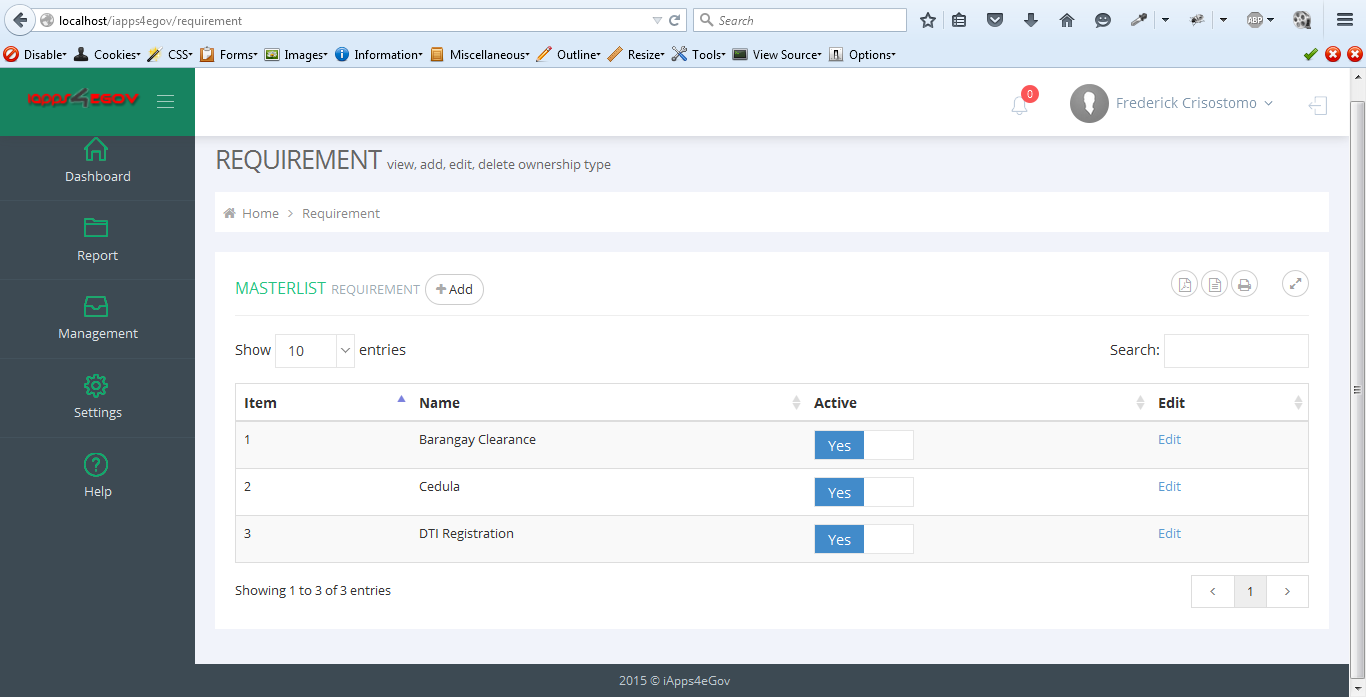 localhost/iapps4egov/requirement
Search
ABP
Disable Cookies CSS Forms Images Information Miscellaneous Outline Resize Tools View Source Options
iapps4EGOV
0
Frederick Crisostomo
Dashboard
Report
Management
Settings
Help
REQUIREMENT view, add, edit, delete ownership type
Home > Requirement
MASTERLIST REQUIREMENT + Add
Show 10 entries
Search:
Item Name Active Edit
1 Barangay Clearance Yes Edit
2 Cedula Yes Edit
3 DTI Registration Yes Edit
Showing 1 to 3 of 3 entries
< 1 >
2015 © iApps4eGov